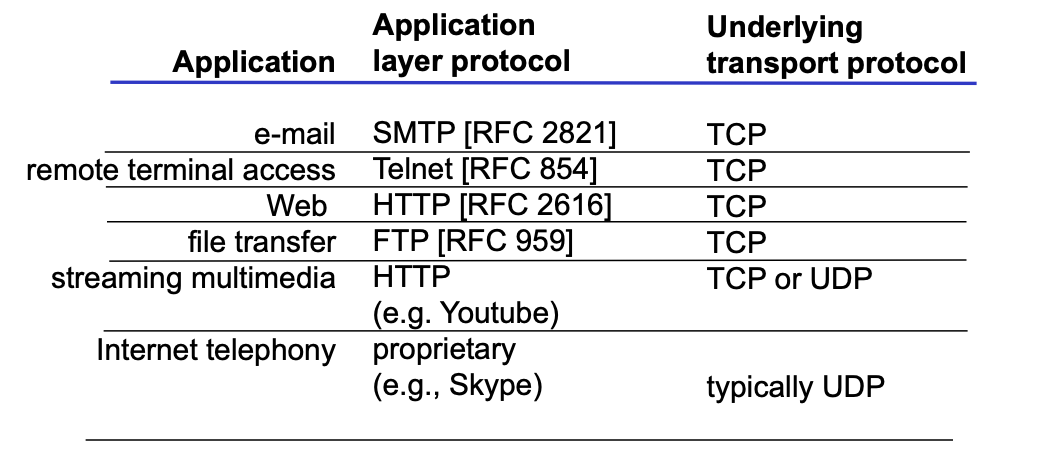 Application Application layer protocol Underlying transport protocol
e-mail SMTP [RFC 2821] TCP
remote terminal access Telnet [RFC 854] TCP
Web HTTP [RFC 2616] TCP
file transfer FTP [RFC 959] TCP
streaming multimedia HTTP TCP or UDP
(e.g. Youtube)
Internet telephony proprietary
(e.g., Skype) typically UDP